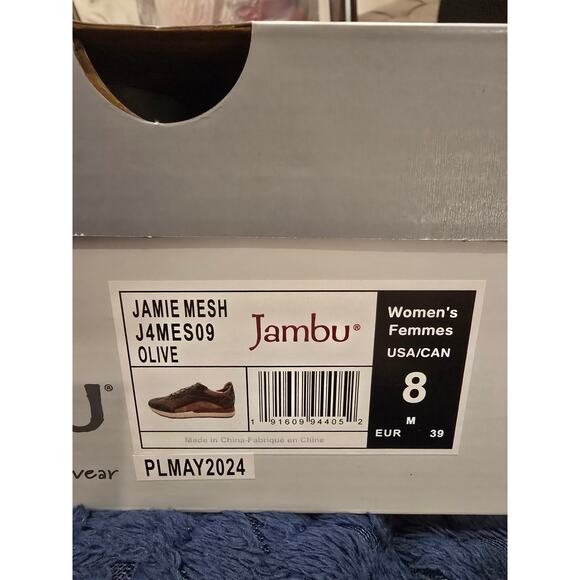 JAMIE MESH
J4MES09
OLIVE
Jambu®
1 91609 94405 2
Women's
Femmes
USA/CAN
8
M
EUR 39
Made in China-Fabriqué en Chine
PLMAY2024
U®
wear